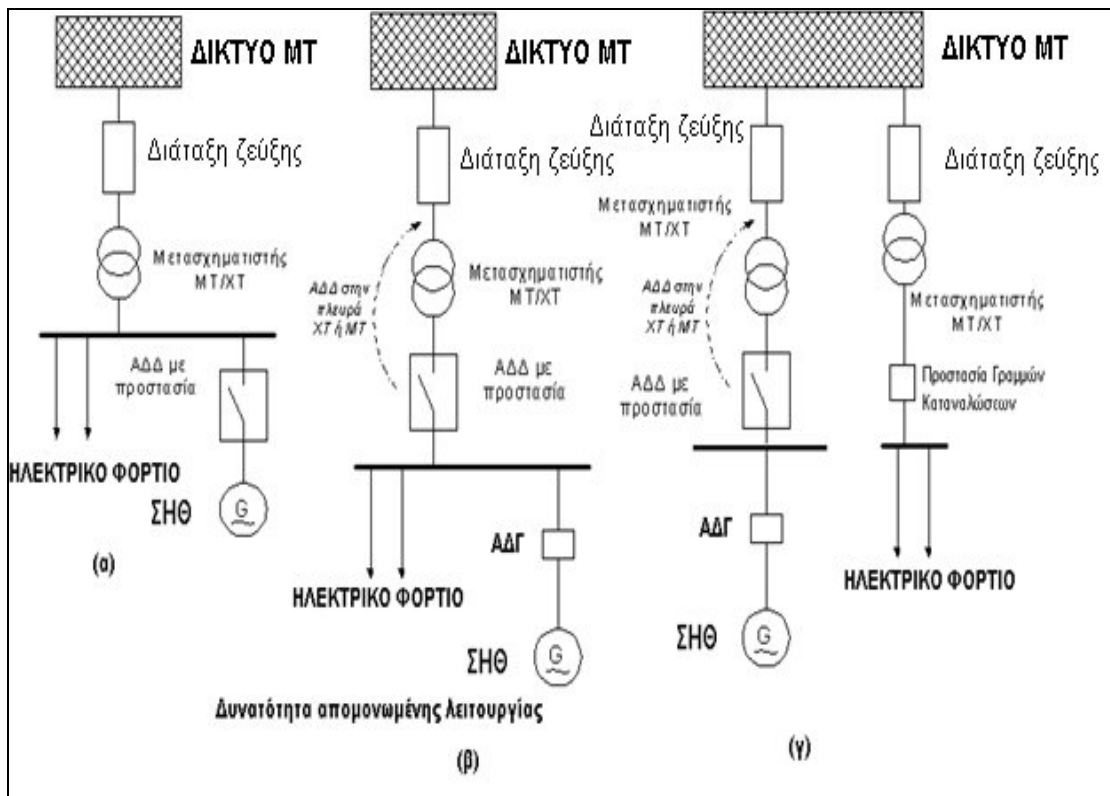 ΔΙΚΤΥΟ ΜΤ
Διάταξη ζεύξης
Μετασχηματιστής
ΜΤ/ΧΤ
ΑΔΔ με
προστασία
ΗΛΕΚΤΡΙΚΟ ΦΟΡΤΙΟ
ΣΗΘ
G
(α)
ΔΙΚΤΥΟ ΜΤ
Διάταξη ζεύξης
ΑΔΔ στην
πλευρά
ΧΤ ή ΜΤ
Μετασχηματιστής
ΜΤ/ΧΤ
ΑΔΔ με
προστασία
ΑΔΓ
ΗΛΕΚΤΡΙΚΟ ΦΟΡΤΙΟ
ΣΗΘ
G
Δυνατότητα απομονωμένης λειτουργίας
(β)
ΔΙΚΤΥΟ ΜΤ
Διάταξη ζεύξης
Μετασχηματιστής
ΜΤ/ΧΤ
ΑΔΔ στην
πλευρά
ΧΤ ή ΜΤ
ΑΔΔ με
προστασία
ΑΔΓ
ΣΗΘ
G
Διάταξη ζεύξης
Μετασχηματιστής
ΜΤ/ΧΤ
Προστασία Γραμμών
Καταναλώσεων
ΗΛΕΚΤΡΙΚΟ ΦΟΡΤΙΟ
(γ)